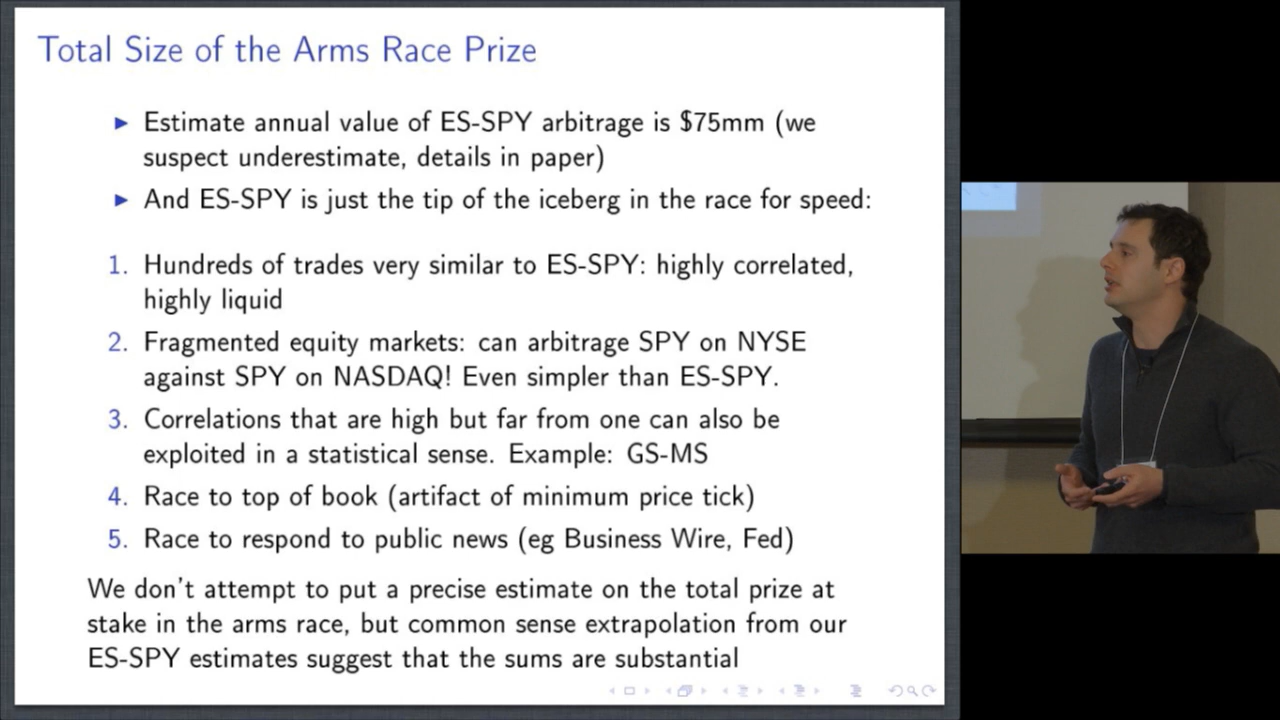 Total Size of the Arms Race Prize
► Estimate annual value of ES-SPY arbitrage is $75mm (we
suspect underestimate, details in paper)
► And ES-SPY is just the tip of the iceberg in the race for speed:
1. Hundreds of trades very similar to ES-SPY: highly correlated,
highly liquid
2. Fragmented equity markets: can arbitrage SPY on NYSE
against SPY on NASDAQ! Even simpler than ES-SPY.
3. Correlations that are high but far from one can also be
exploited in a statistical sense. Example: GS-MS
4. Race to top of book (artifact of minimum price tick)
5. Race to respond to public news (eg Business Wire, Fed)
We don't attempt to put a precise estimate on the total prize at
stake in the arms race, but common sense extrapolation from our
ES-SPY estimates suggest that the sums are substantial